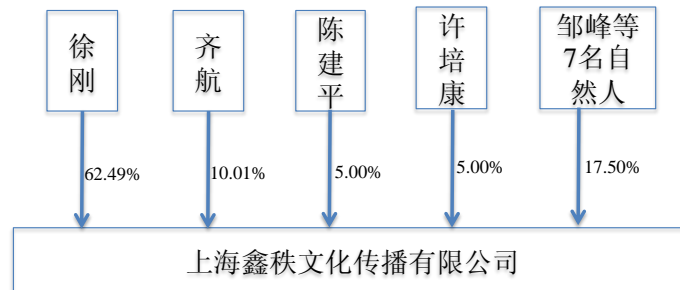 徐
刚
齐
航
陈
建
平
许
培
康
邹峰等
7名自
然人
62.49%
10.01%
5.00%
5.00%
17.50%
上海鑫秩文化传播有限公司